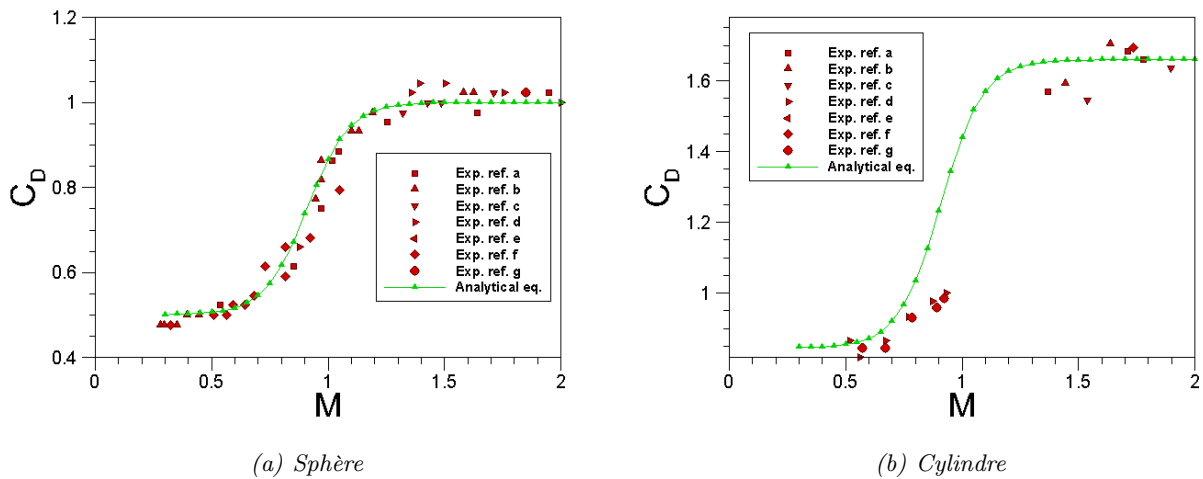 1.2
1
0.8
0.6
0.4
C_D
0
0.5
1
1.5
2
M
Exp. ref. a
Exp. ref. b
Exp. ref. c
Exp. ref. d
Exp. ref. e
Exp. ref. f
Exp. ref. g
Analytical eq.
(a) Sphère
1.6
1.4
1.2
1
C_D
0
0.5
1
1.5
2
M
Exp. ref. a
Exp. ref. b
Exp. ref. c
Exp. ref. d
Exp. ref. e
Exp. ref. f
Exp. ref. g
Analytical eq.
(b) Cylindre